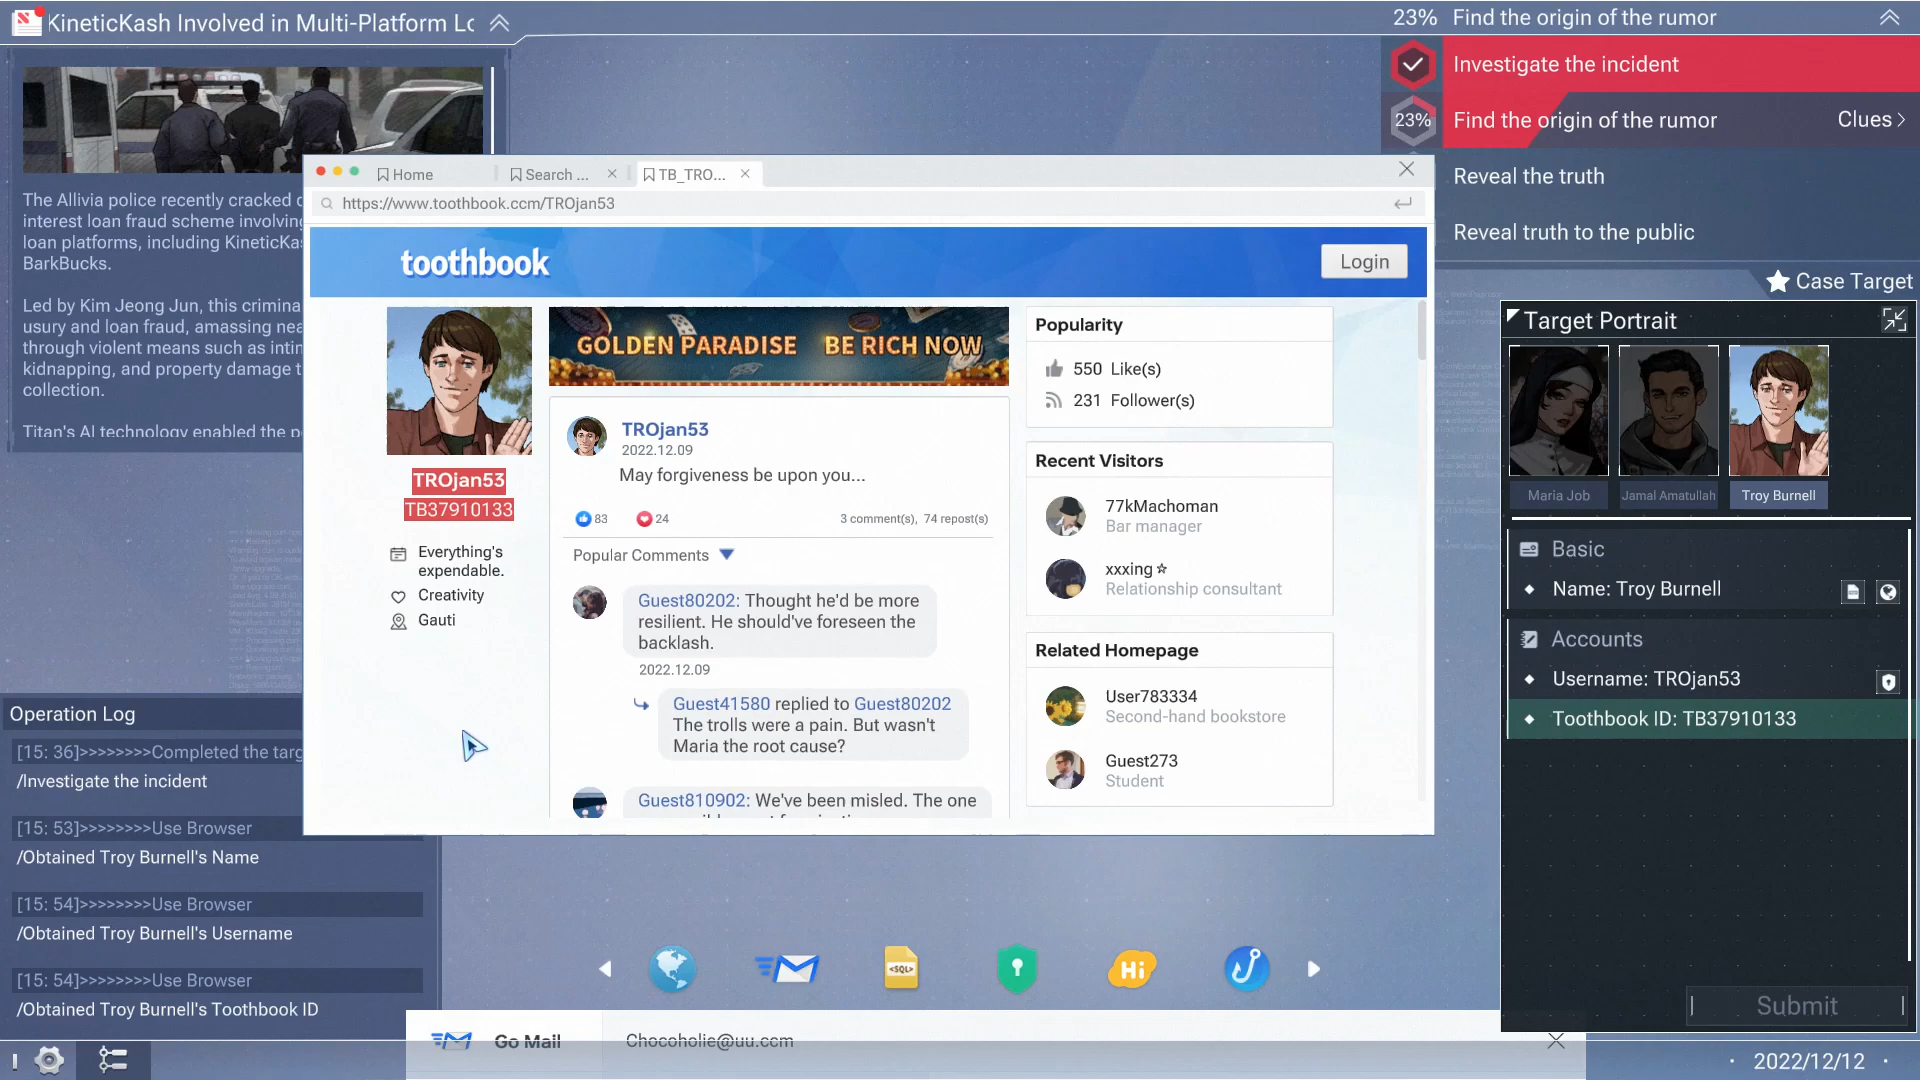 KineticKash Involved in Multi-Platform Lo
The Allivia police recently cracked
interest loan fraud scheme involving
loan platforms, including KineticKa
BarkBucks.
Led by Kim Jeong Jun, this crimina
usury and loan fraud, amassing nea
through violent means such as intin
kidnapping, and property damage t
collection.
Titan's AI technology enabled the p
23% Find the origin of the rumor
Investigate the incident
23% Find the origin of the rumor Clues
Reveal the truth
Reveal truth to the public
Case Target
Target Portrait
Maria Job
Jamal Amatullah
Troy Burnell
Basic
Name: Troy Burnell
Accounts
Username: TROjan53
Toothbook ID: TB37910133
Submit
Home
Search ...
TB_TRO...
https://www.toothbook.ccm/TROjan53
toothbook
Login
TROjan53
TB37910133
Everything's
expendable.
Creativity
Gauti
GOLDEN PARADISE BE RICH NOW
TROjan53
2022.12.09
May forgiveness be upon you...
83 24 3 comment(s), 74 repost(s)
Popular Comments
Guest80202: Thought he'd be more
resilient. He should've foreseen the
backlash.
2022.12.09
Guest41580 replied to Guest80202
The trolls were a pain. But wasn't
Maria the root cause?
Guest810902: We've been misled. The one
Popularity
550 Like(s)
231 Follower(s)
Recent Visitors
77kMachoman
Bar manager
xxxing☆
Relationship consultant
Related Homepage
User783334
Second-hand bookstore
Guest273
Student
Operation Log
[15: 36]>>>>>>>>Completed the targ
/Investigate the incident
[15: 53]>>>>>>>>Use Browser
/Obtained Troy Burnell's Name
[15: 54]>>>>>>>>Use Browser
/Obtained Troy Burnell's Username
[15: 54]>>>>>>>>Use Browser
/Obtained Troy Burnell's Toothbook ID
<SQL>
Hi
Go Mail
Chocoholie@uu.ccm
2022/12/12